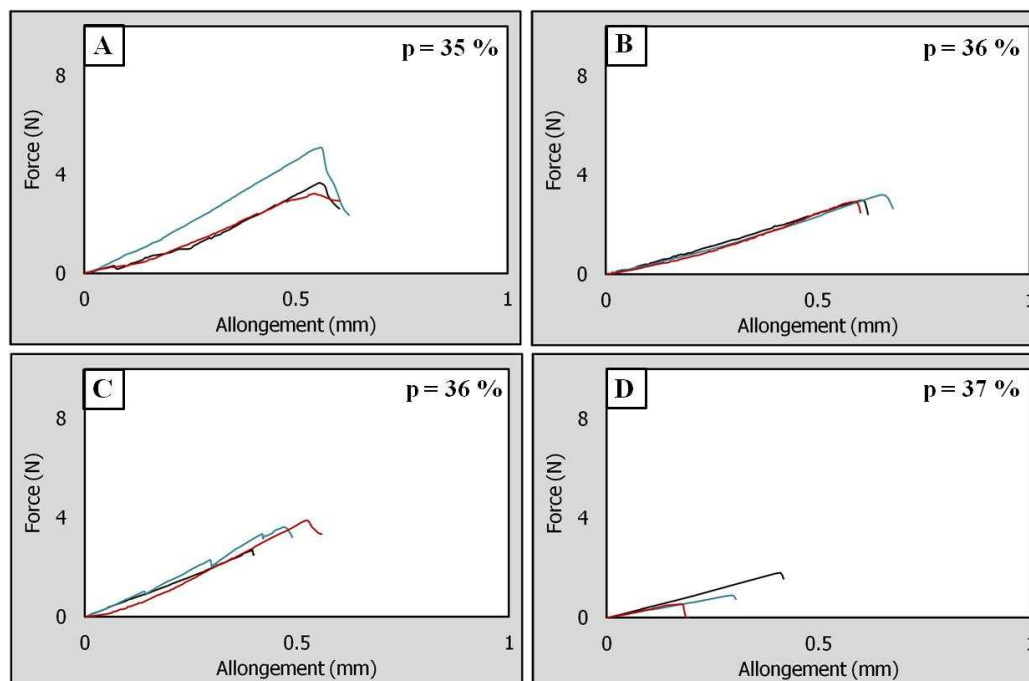 A
p = 35 %
8
4
0
Force (N)
0
0.5
1
Allongement (mm)
B
p = 36 %
8
4
0
Force (N)
0
0.5
1
Allongement (mm)
C
p = 36 %
8
4
0
Force (N)
0
0.5
1
Allongement (mm)
D
p = 37 %
8
4
0
Force (N)
0
0.5
1
Allongement (mm)